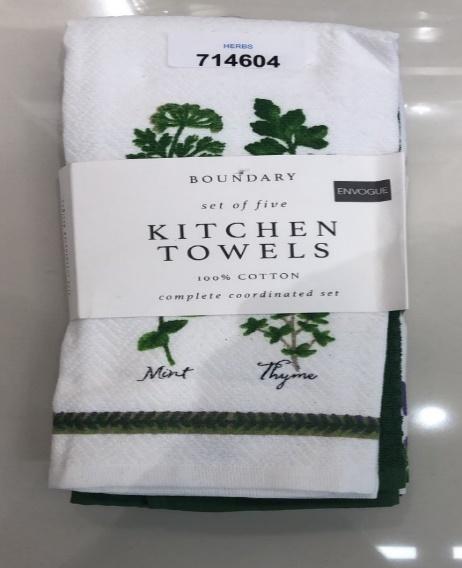 HERBS
714604
BOUNDARY
ENVOGUE
set of five
KITCHEN
TOWELS
100% COTTON
complete coordinated set
Mint
Thyme